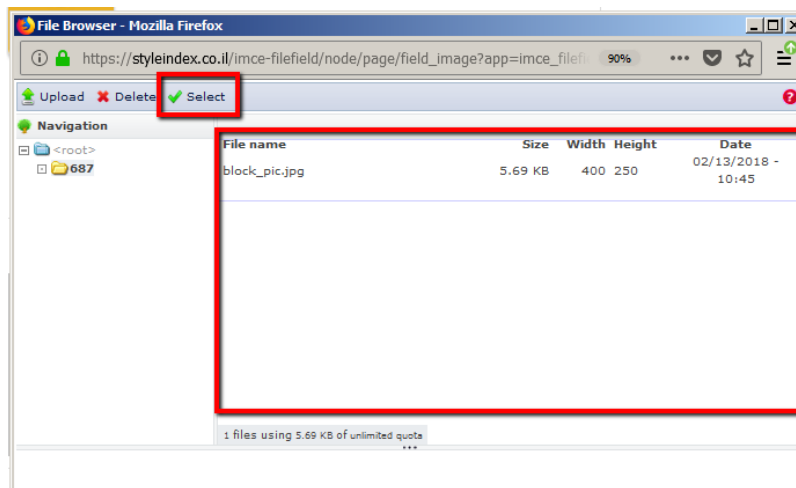 File Browser - Mozilla Firefox
https://styleindex.co.il/imce-filefield/node/page/field_image?app=imce_filefi 90%
Upload Delete Select
Navigation
<root>
687
File name Size Width Height Date
block_pic.jpg 5.69 KB 400 250 02/13/2018 -
10:45
1 files using 5.69 KB of unlimited quota